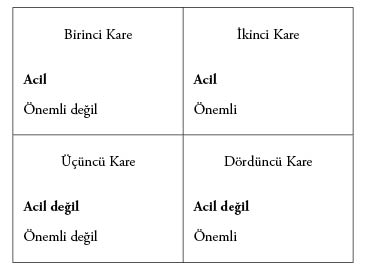 Birinci Kare
Acil
Önemli değil
İkinci Kare
Acil
Önemli
Üçüncü Kare
Acil değil
Önemli değil
Dördüncü Kare
Acil değil
Önemli